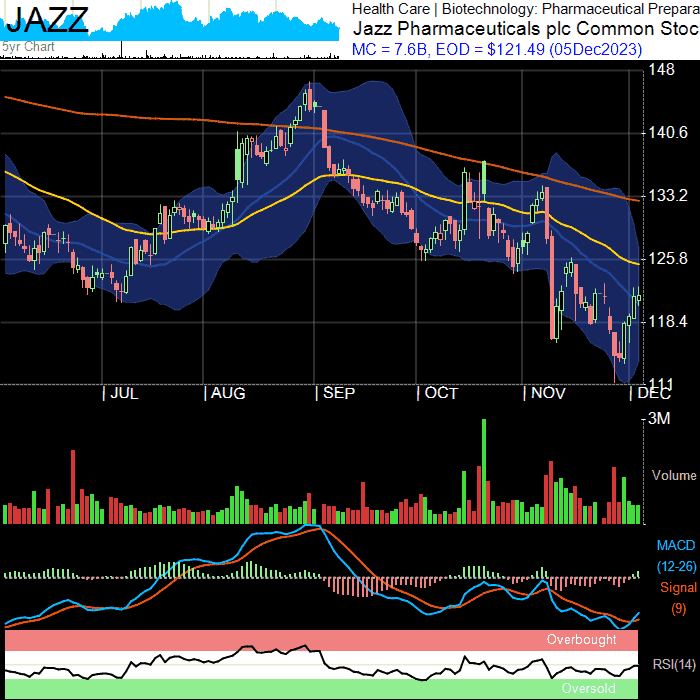 JAZZ
5yr Chart
Health Care | Biotechnology: Pharmaceutical Prepara
Jazz Pharmaceuticals plc Common Stoc
MC = 7.6B, EOD = $121.49 (05Dec2023)
148
140.6
133.2
125.8
118.4
111
JUL
AUG
SEP
OCT
NOV
DEC
3M
Volume
MACD
(12-26)
Signal
(9)
Overbought
RSI(14)
Oversold